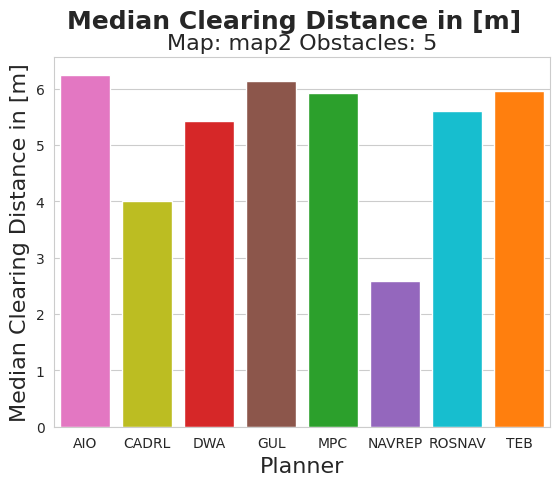 Median Clearing Distance in [m]
Map: map2 Obstacles: 5
Median Clearing Distance in [m]
6
5
4
3
2
1
0
AIO CADRL DWA GUL MPC NAVREP ROSNAV TEB
Planner